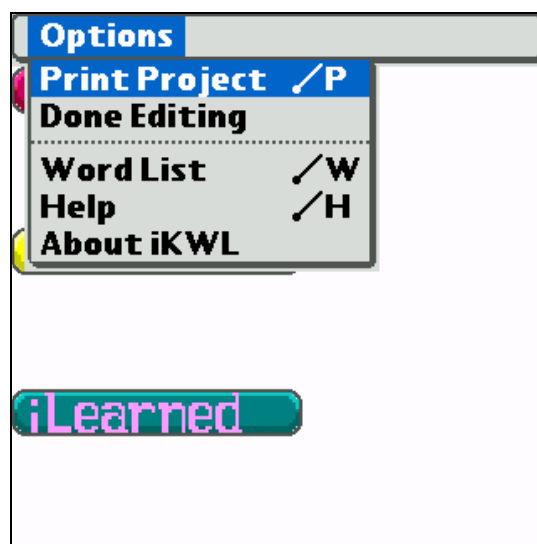 Options
Print Project /P
Done Editing
Word List /W
Help /H
About iKWL
iLearned